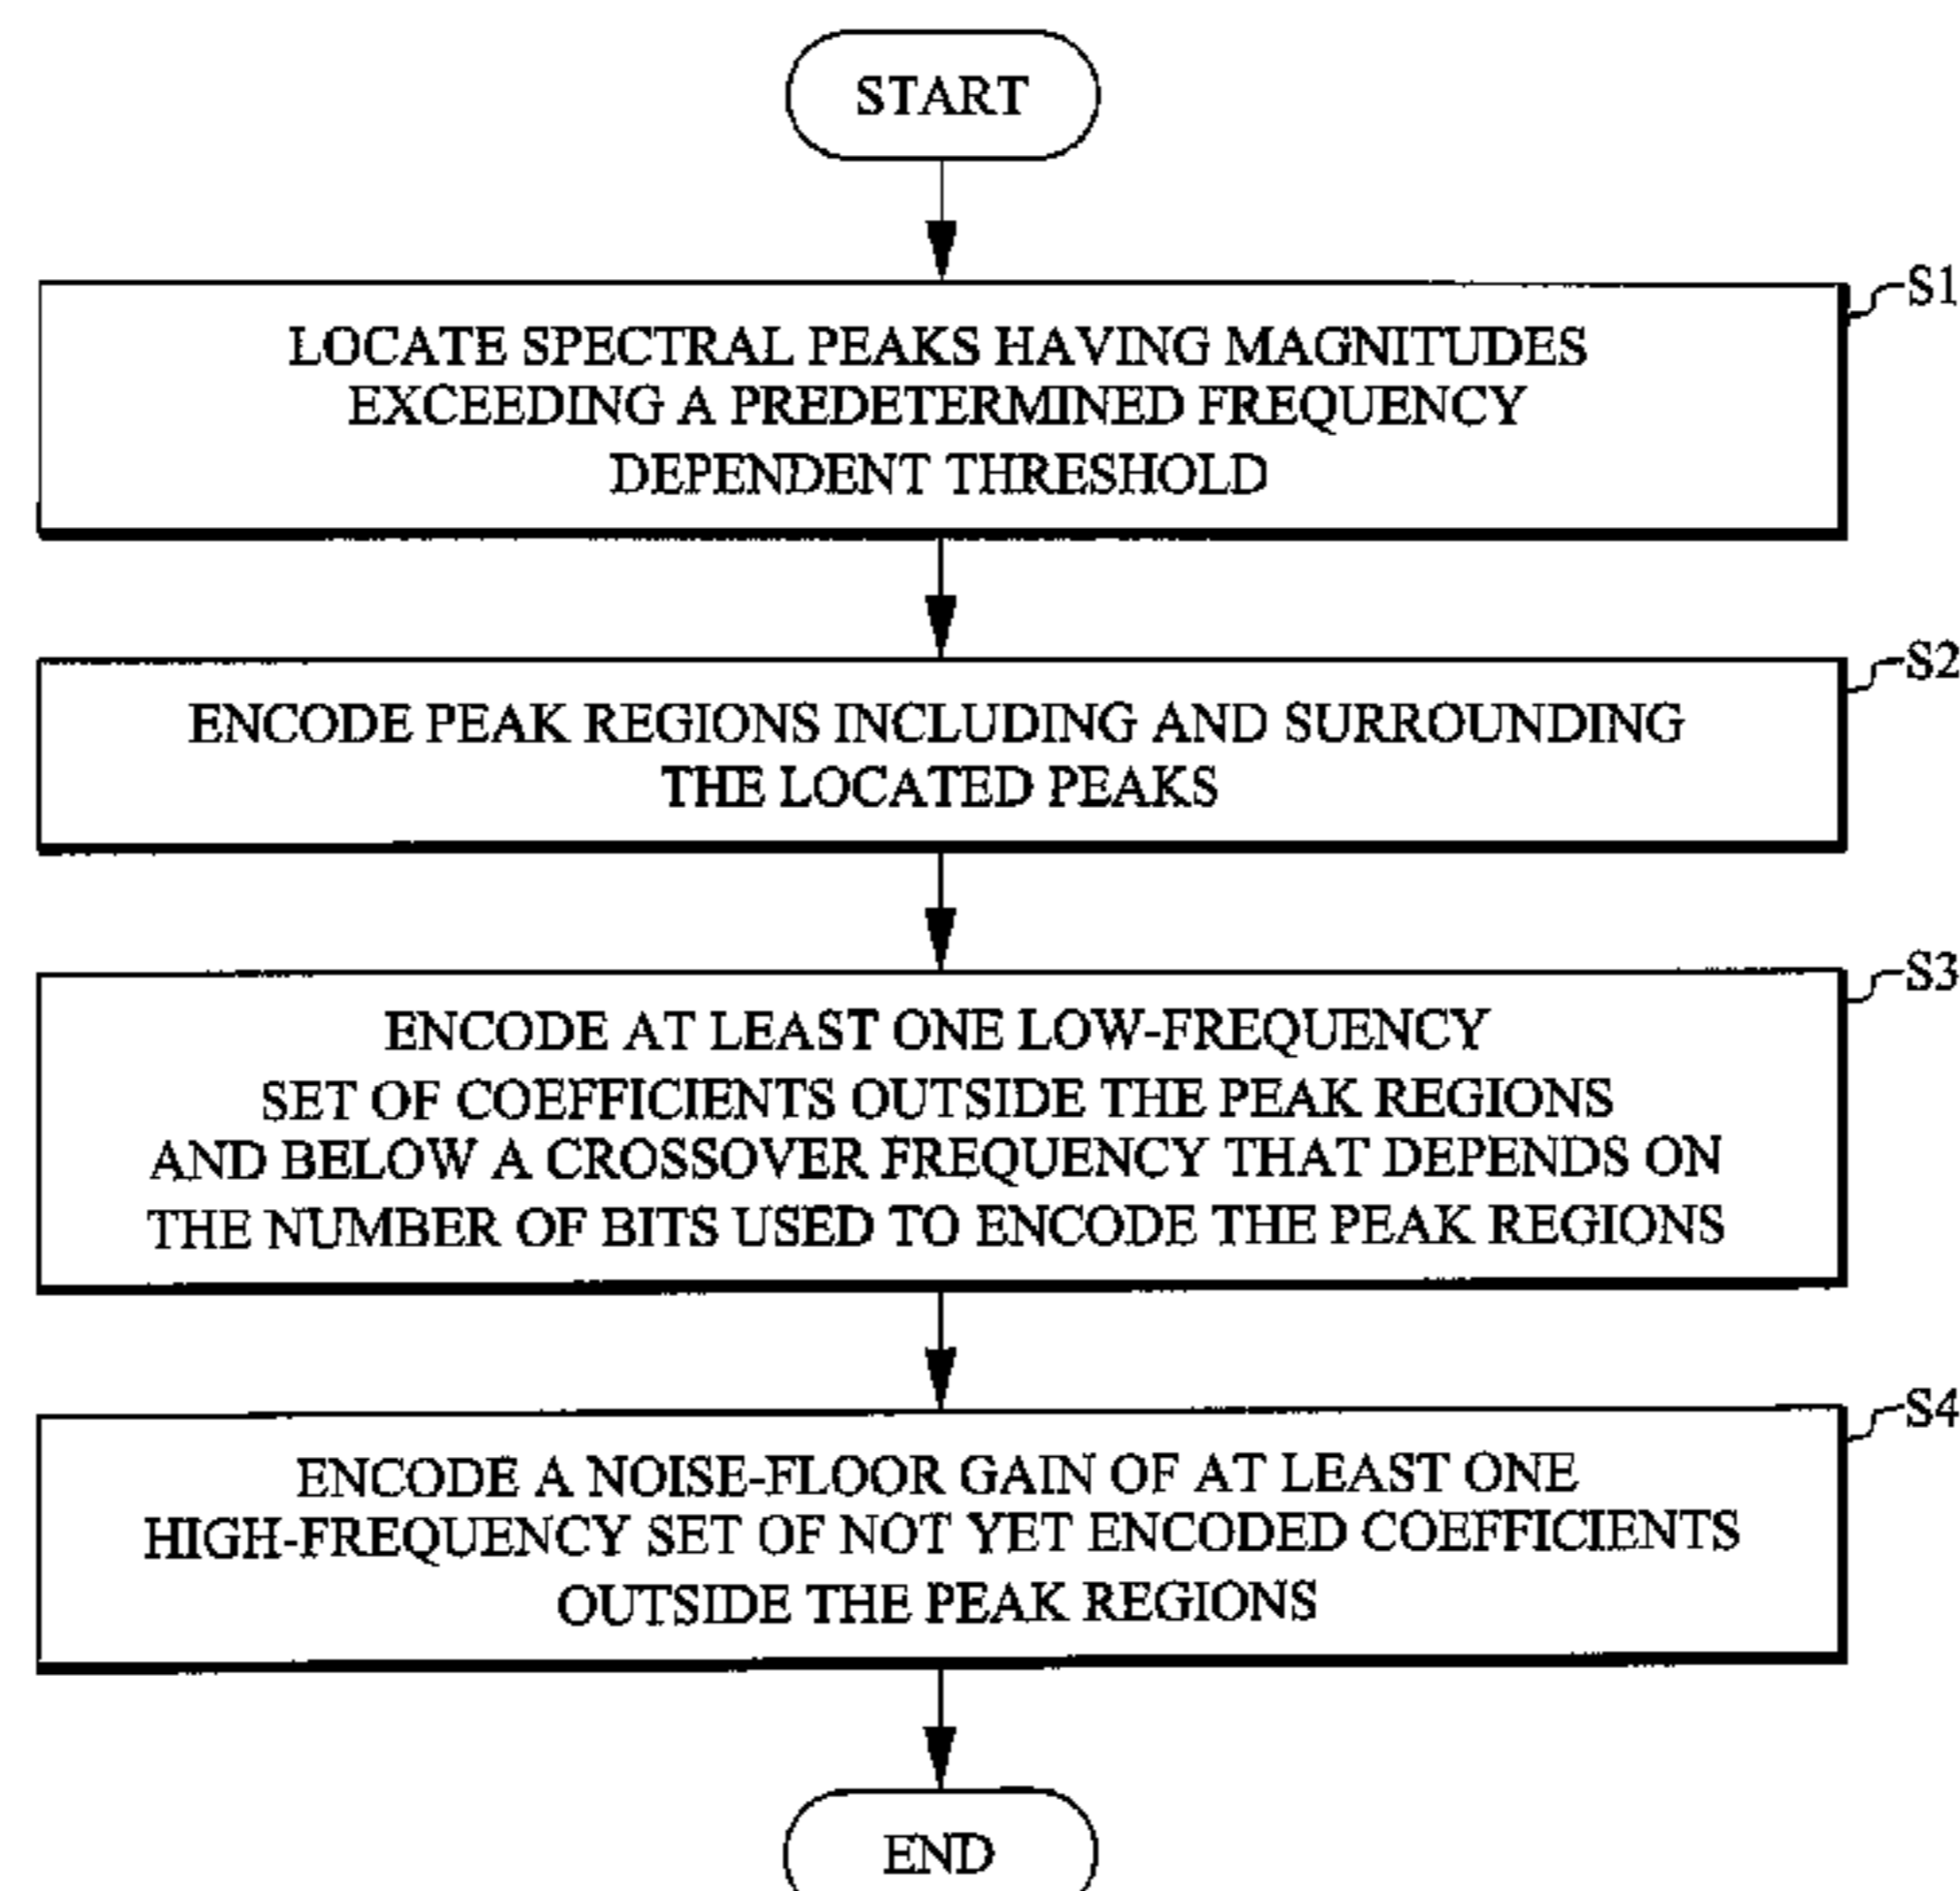 START
S1
LOCATE SPECTRAL PEAKS HAVING MAGNITUDES
EXCEEDING A PREDETERMINED FREQUENCY
DEPENDENT THRESHOLD
S2
ENCODE PEAK REGIONS INCLUDING AND SURROUNDING
THE LOCATED PEAKS
S3
ENCODE AT LEAST ONE LOW-FREQUENCY
SET OF COEFFICIENTS OUTSIDE THE PEAK REGIONS
AND BELOW A CROSSOVER FREQUENCY THAT DEPENDS ON
THE NUMBER OF BITS USED TO ENCODE THE PEAK REGIONS
S4
ENCODE A NOISE-FLOOR GAIN OF AT LEAST ONE
HIGH-FREQUENCY SET OF NOT YET ENCODED COEFFICIENTS
OUTSIDE THE PEAK REGIONS
END